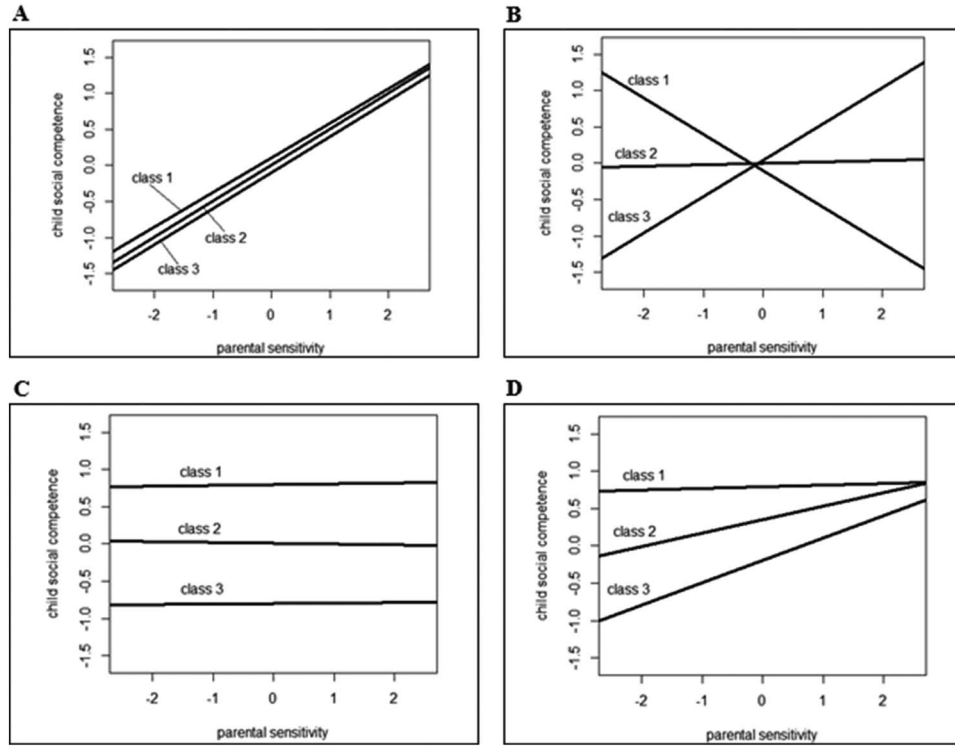 A
child social competence
1.5
1.0
0.5
0.0
-0.5
-1.0
-1.5
class 1
class 2
class 3
-2 -1 0 1 2
parental sensitivity
B
child social competence
1.5
1.0
0.5
0.0
-0.5
-1.0
-1.5
class 1
class 2
class 3
-2 -1 0 1 2
parental sensitivity
C
child social competence
1.5
1.0
0.5
0.0
-0.5
-1.0
-1.5
class 1
class 2
class 3
-2 -1 0 1 2
parental sensitivity
D
child social competence
1.5
1.0
0.5
0.0
-0.5
-1.0
-1.5
class 1
class 2
class 3
-2 -1 0 1 2
parental sensitivity